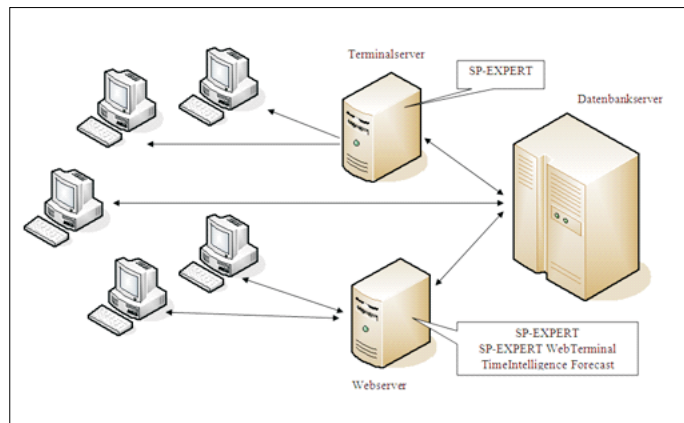 Terminalserver
SP-EXPERT
Datenbankserver
SP-EXPERT
SP-EXPERT WebTerminal
TimeIntelligence Forecast
Webserver